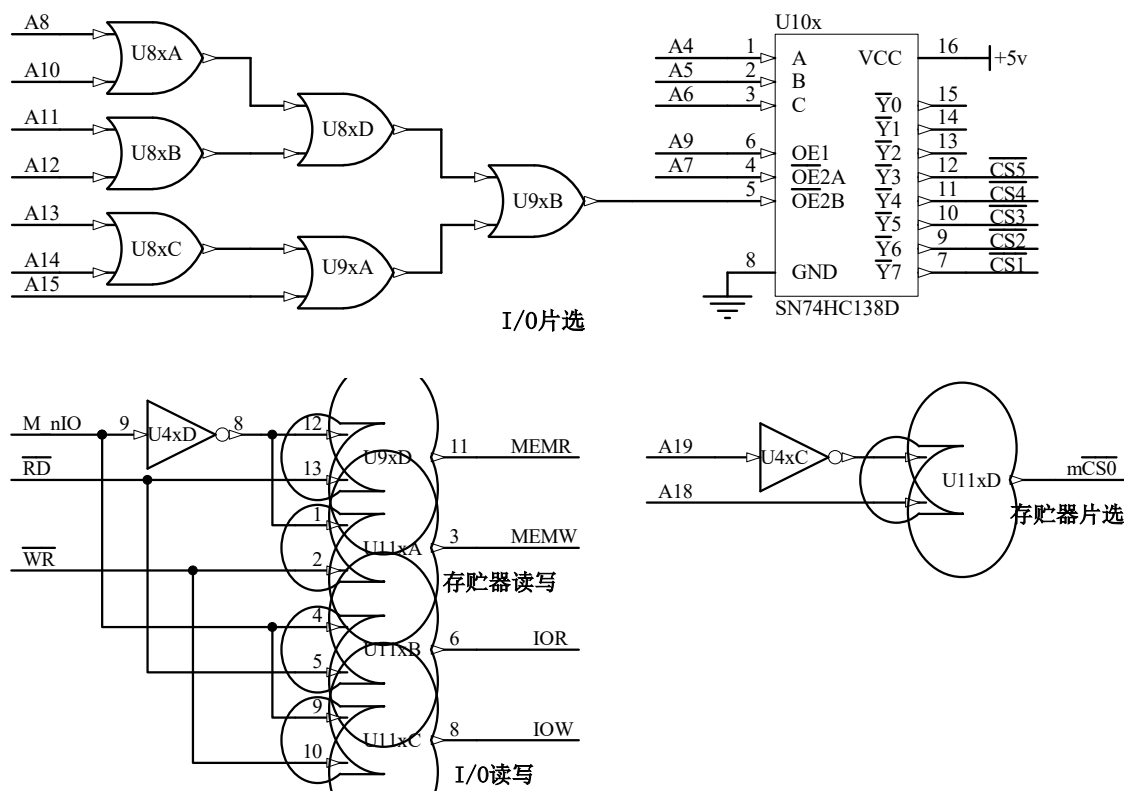 A8
U8xA
A10
A11
U8xB
A12
U8xD
A13
U8xC
A14
A15
U9xA
U9xB
U10x
A4 1 A VCC 16 +5v
A5 2 B
A6 3 C Y0 15
Y1 14
A9 6 OE1 Y2 13
A7 4 OE2A Y3 12 CS5
5 OE2B Y4 11 CS4
Y5 10 CS3
Y6 9 CS2
8 GND Y7 7 CS1
SN74HC138D
I/O片选
M_nIO 9 U4xD 8 12
U9xD 11 MEMR
RD 13
1
U11xA 3 MEMW
WR 2
存贮器读写
4
U11xB 6 IOR
5
9
U11xC 8 IOW
10
I/O读写
A19 U4xC
U11xD mCS0
A18
存贮器片选